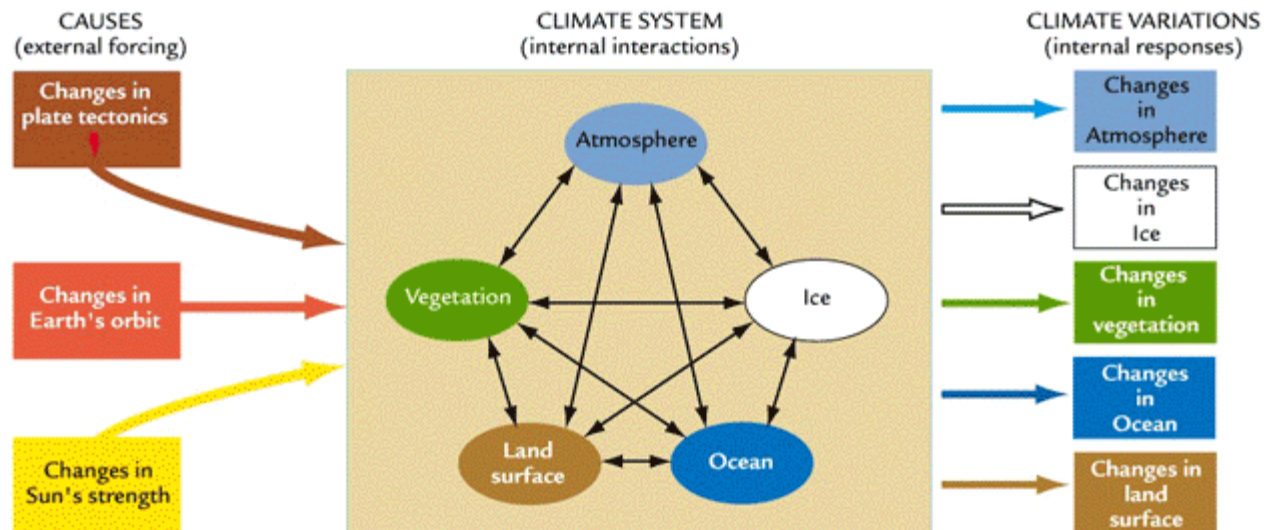 CAUSES
(external forcing)
Changes in
plate tectonics
Changes in
Earth's orbit
Changes in
Sun's strength
CLIMATE SYSTEM
(internal interactions)
Atmosphere
Vegetation
Ice
Land
surface
Ocean
CLIMATE VARIATIONS
(internal responses)
Changes
in
Atmosphere
Changes
in
Ice
Changes
in
vegetation
Changes
in
Ocean
Changes in
land
surface